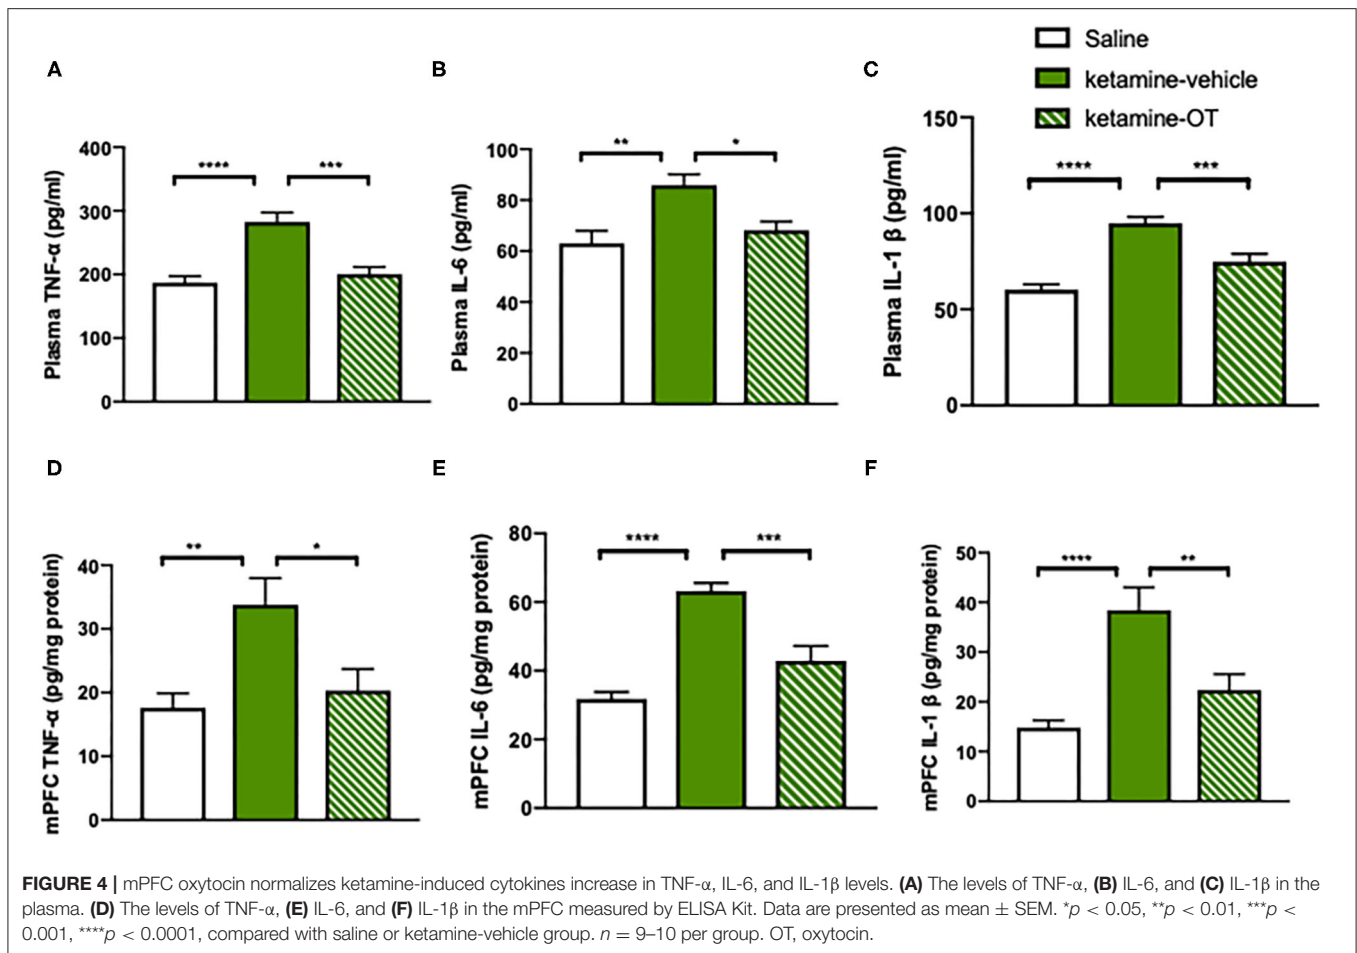 Saline
ketamine-vehicle
ketamine-OT
A
**** ***
Plasma TNF-α (pg/ml)
400
300
200
100
0
B
** *
Plasma IL-6 (pg/ml)
100
80
60
40
20
0
C
**** ***
Plasma IL-1 β (pg/ml)
150
100
50
0
D
** *
mPFC TNF-α (pg/mg protein)
40
30
20
10
0
E
**** ***
mPFC IL-6 (pg/mg protein)
80
60
40
20
0
F
**** **
mPFC IL-1 β (pg/mg protein)
50
40
30
20
10
0
FIGURE 4 | mPFC oxytocin normalizes ketamine-induced cytokines increase in TNF-α, IL-6, and IL-1β levels. (A) The levels of TNF-α, (B) IL-6, and (C) IL-1β in the
plasma. (D) The levels of TNF-α, (E) IL-6, and (F) IL-1β in the mPFC measured by ELISA Kit. Data are presented as mean ± SEM. *p < 0.05, **p < 0.01, ***p <
0.001, ****p < 0.0001, compared with saline or ketamine-vehicle group. n = 9–10 per group. OT, oxytocin.